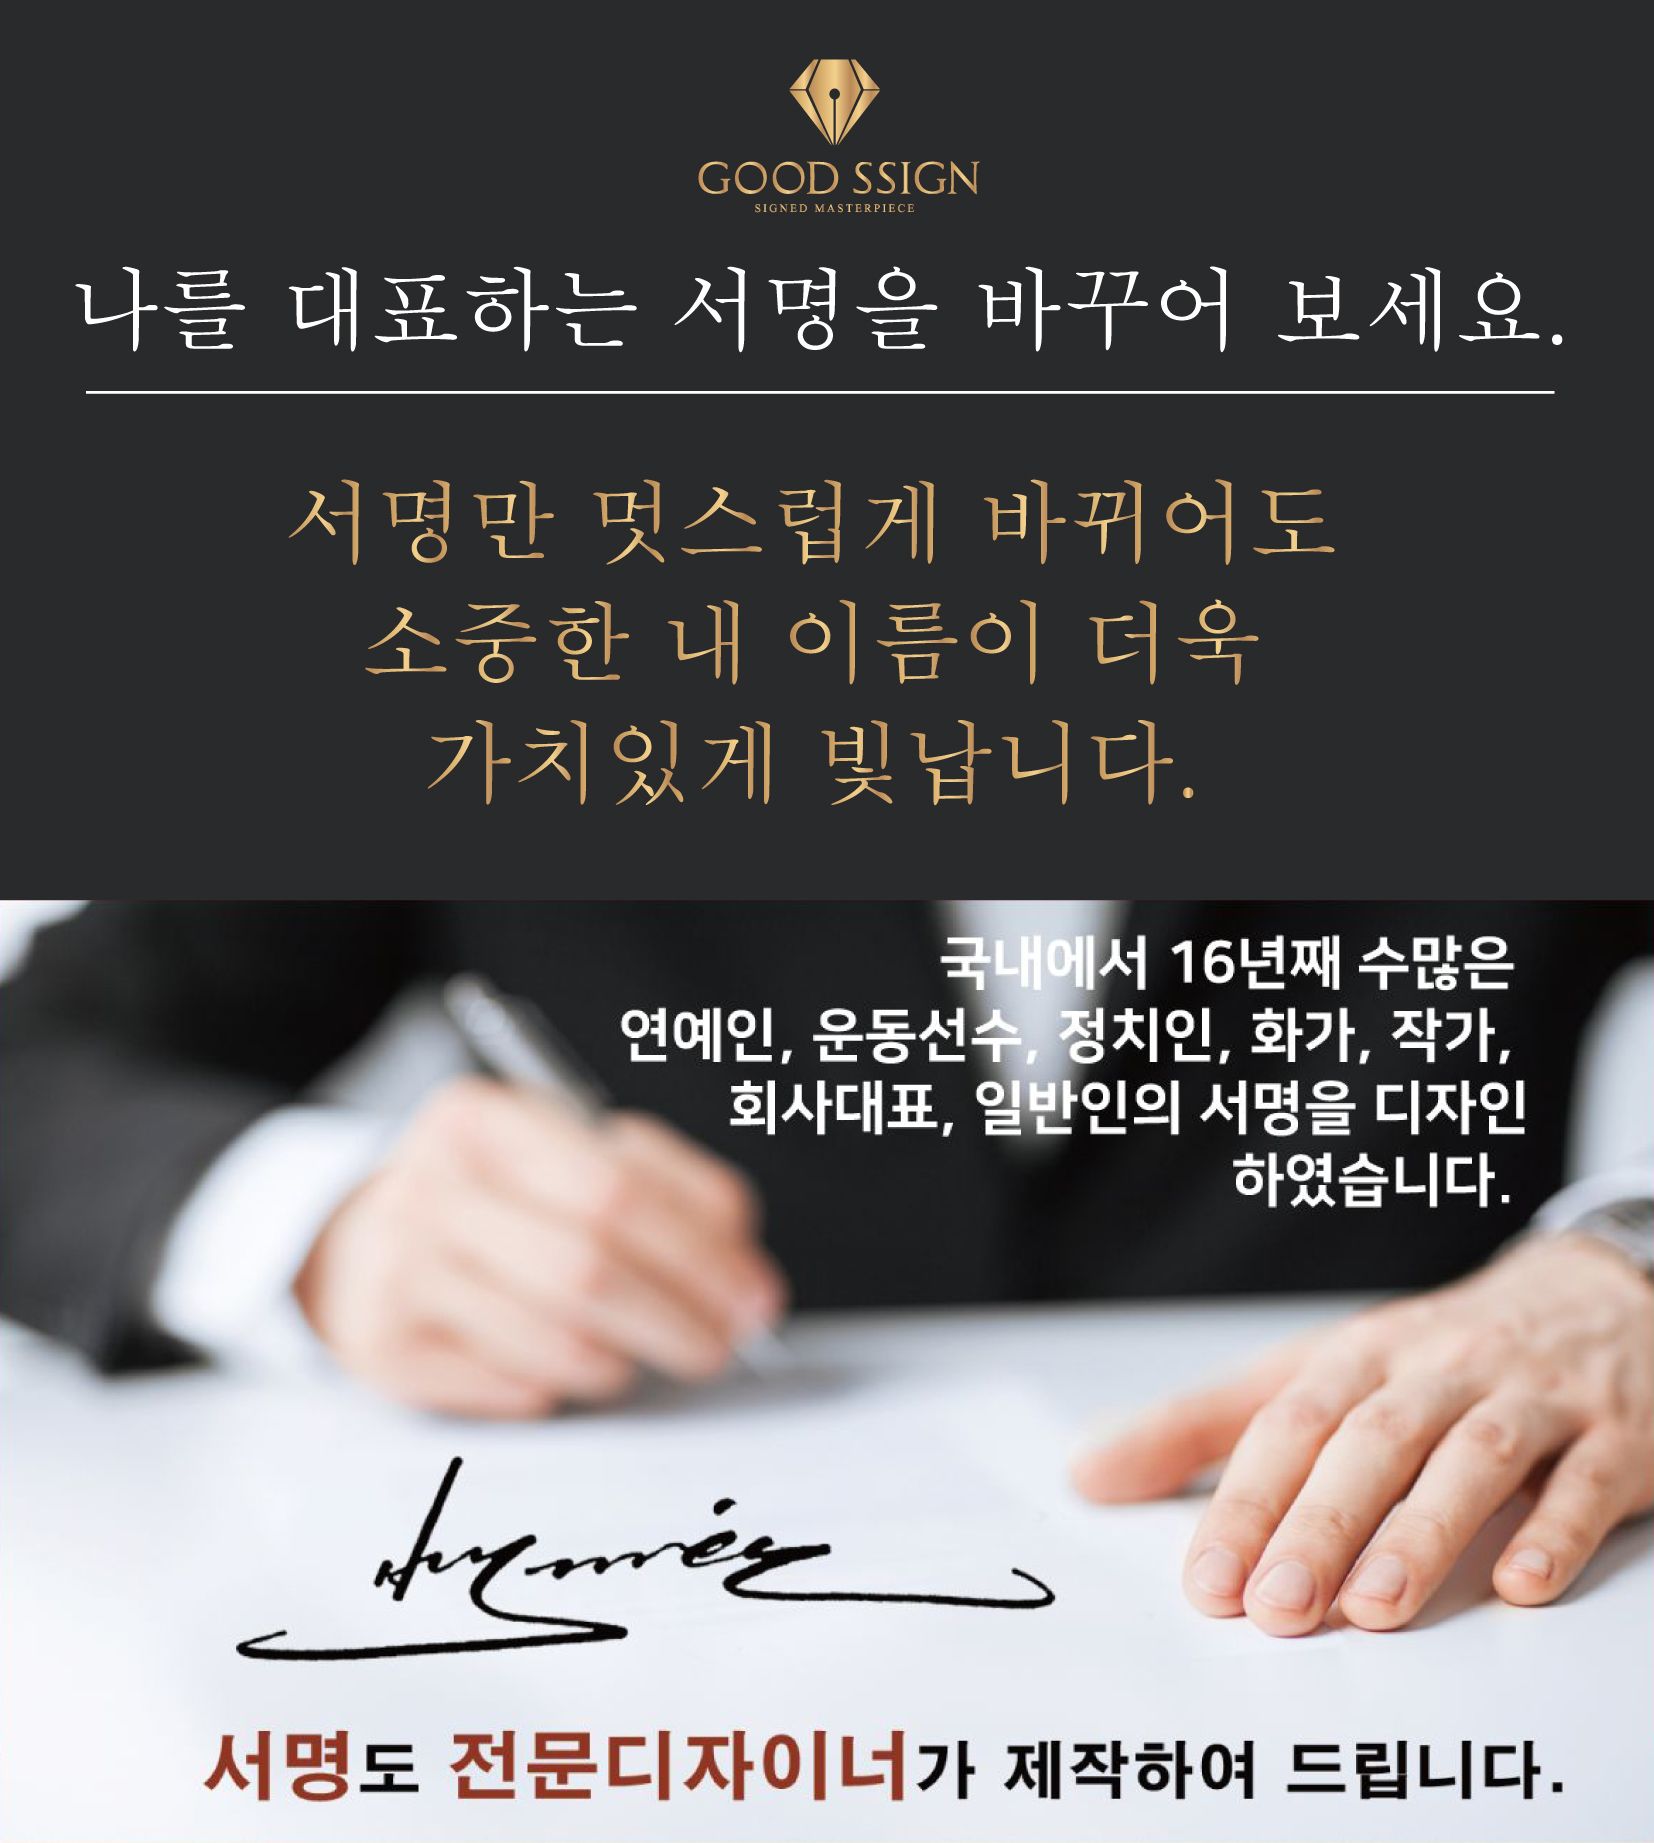 GOOD SSIGN
SIGNED MASTERPIECE
나를 대표하는 서명을 바꾸어 보세요.
서명만 멋스럽게 바뀌어도
소중한 내 이름이 더욱
가치있게 빛납니다.
국내에서 16년째 수많은
연예인, 운동선수, 정치인, 화가, 작가,
회사대표, 일반인의 서명을 디자인
하였습니다.
서명도 전문디자이너가 제작하여 드립니다.